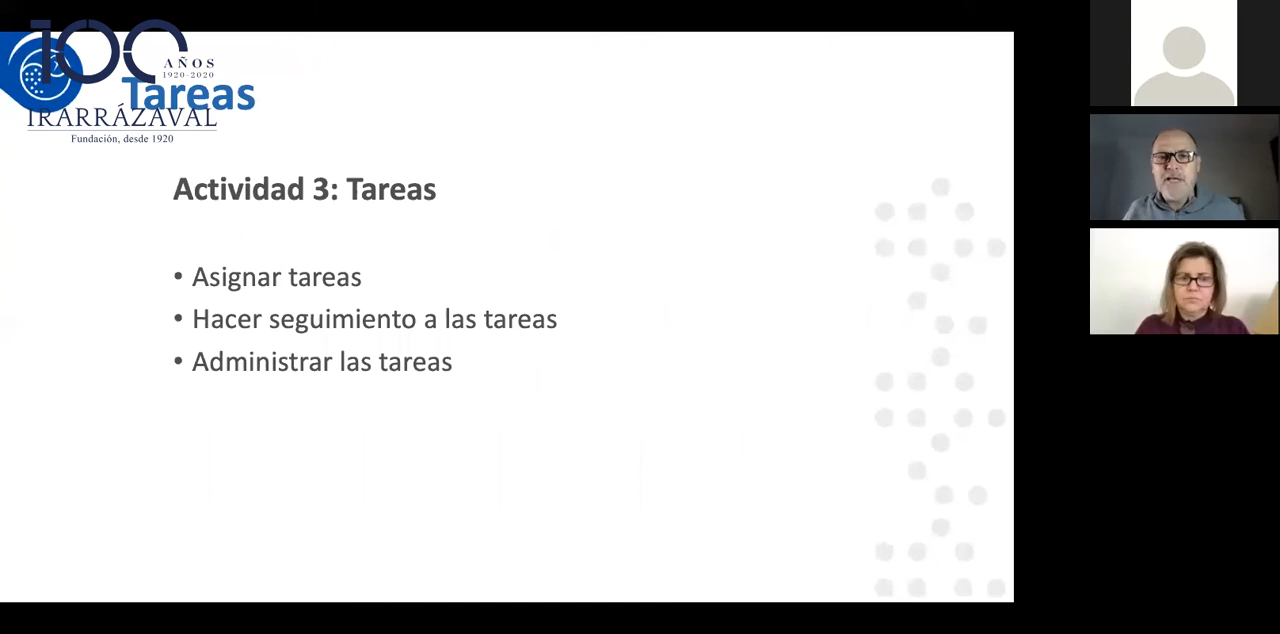 100
AÑOS
1920-2020
Tareas
IRARRÁZAVAL
Fundación, desde 1920
Actividad 3: Tareas
• Asignar tareas
• Hacer seguimiento a las tareas
• Administrar las tareas